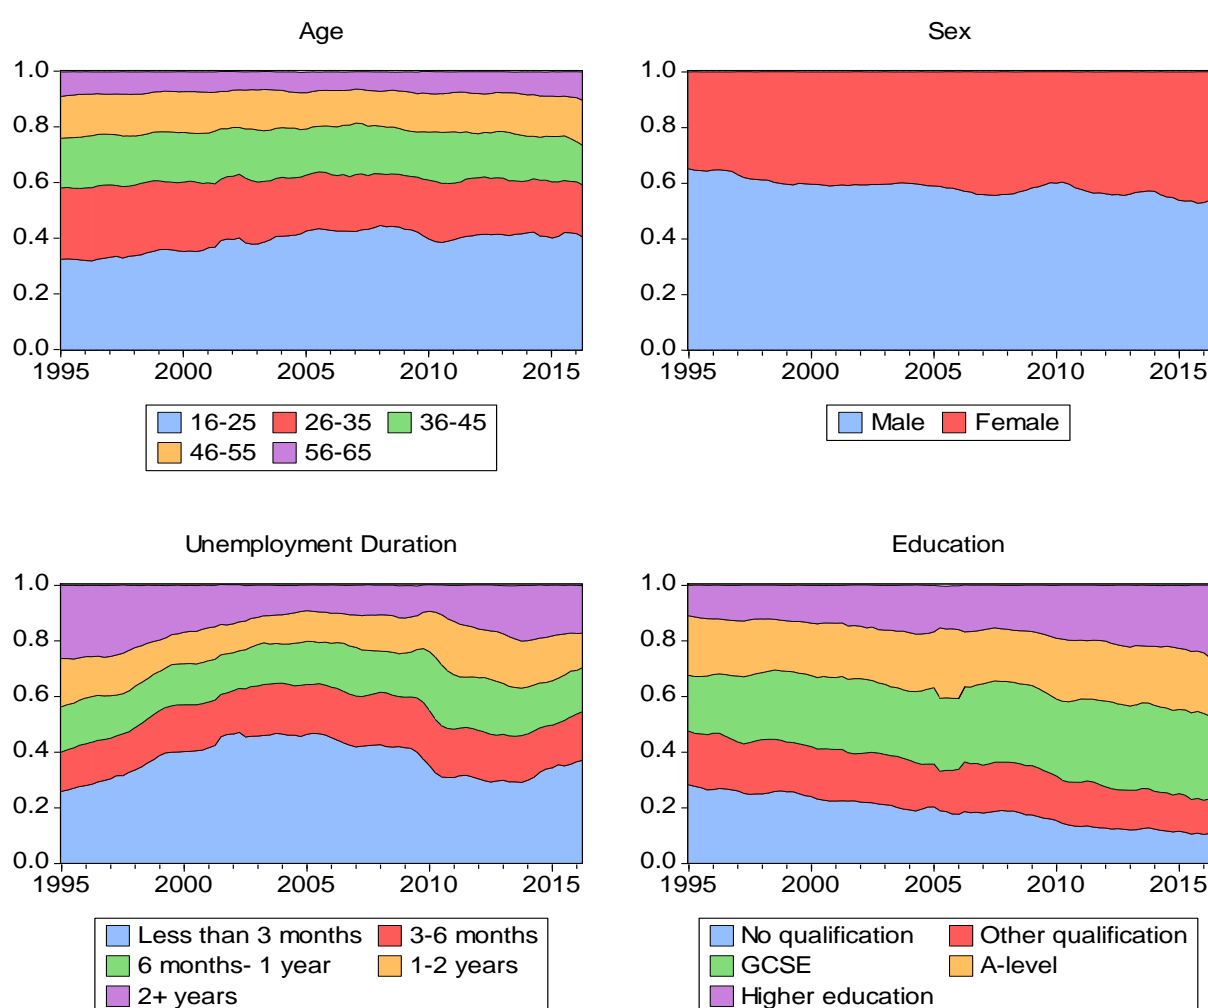 Age
1.0
0.8
0.6
0.4
0.2
0.0
1995 2000 2005 2010 2015
16-25 26-35 36-45
46-55 56-65
Sex
1.0
0.8
0.6
0.4
0.2
0.0
1995 2000 2005 2010 2015
Male Female
Unemployment Duration
1.0
0.8
0.6
0.4
0.2
0.0
1995 2000 2005 2010 2015
Less than 3 months 3-6 months
6 months- 1 year 1-2 years
2+ years
Education
1.0
0.8
0.6
0.4
0.2
0.0
1995 2000 2005 2010 2015
No qualification Other qualification
GCSE A-level
Higher education